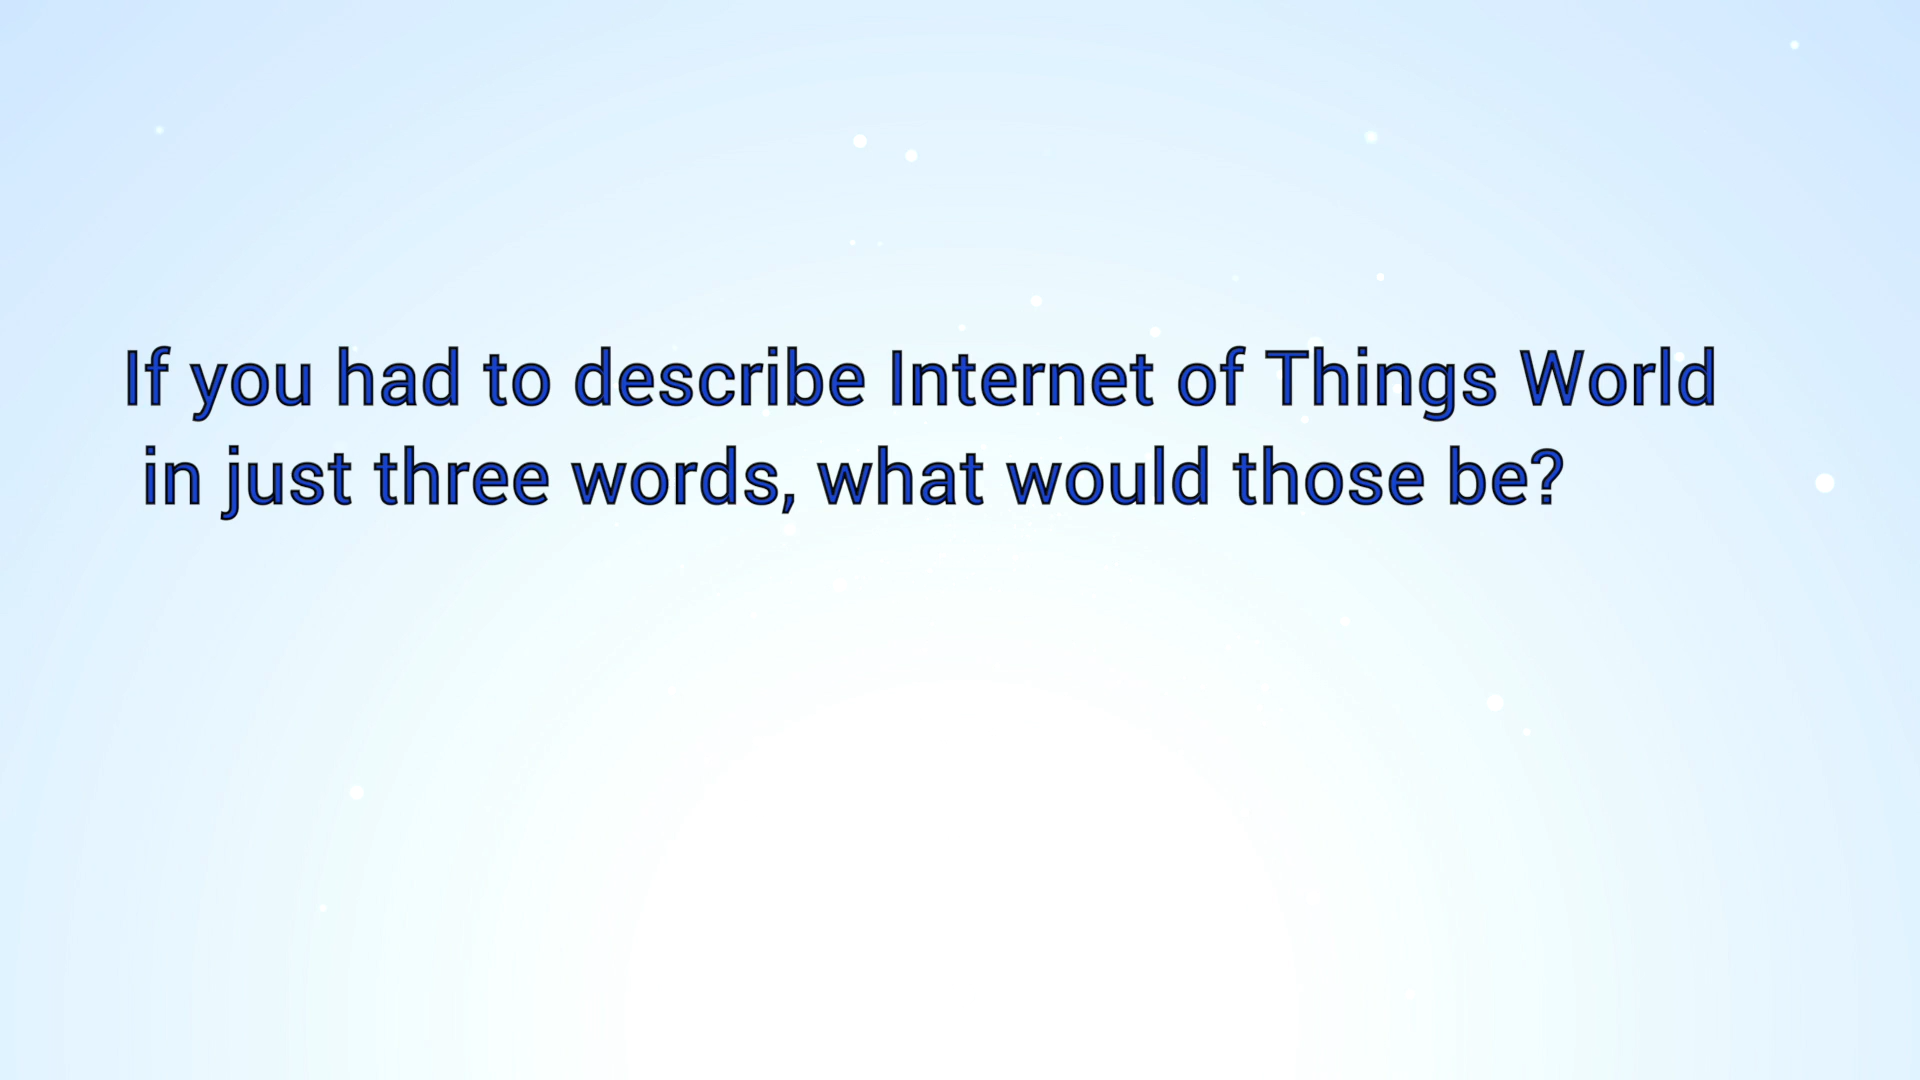 If you had to describe Internet of Things World
in just three words, what would those be?